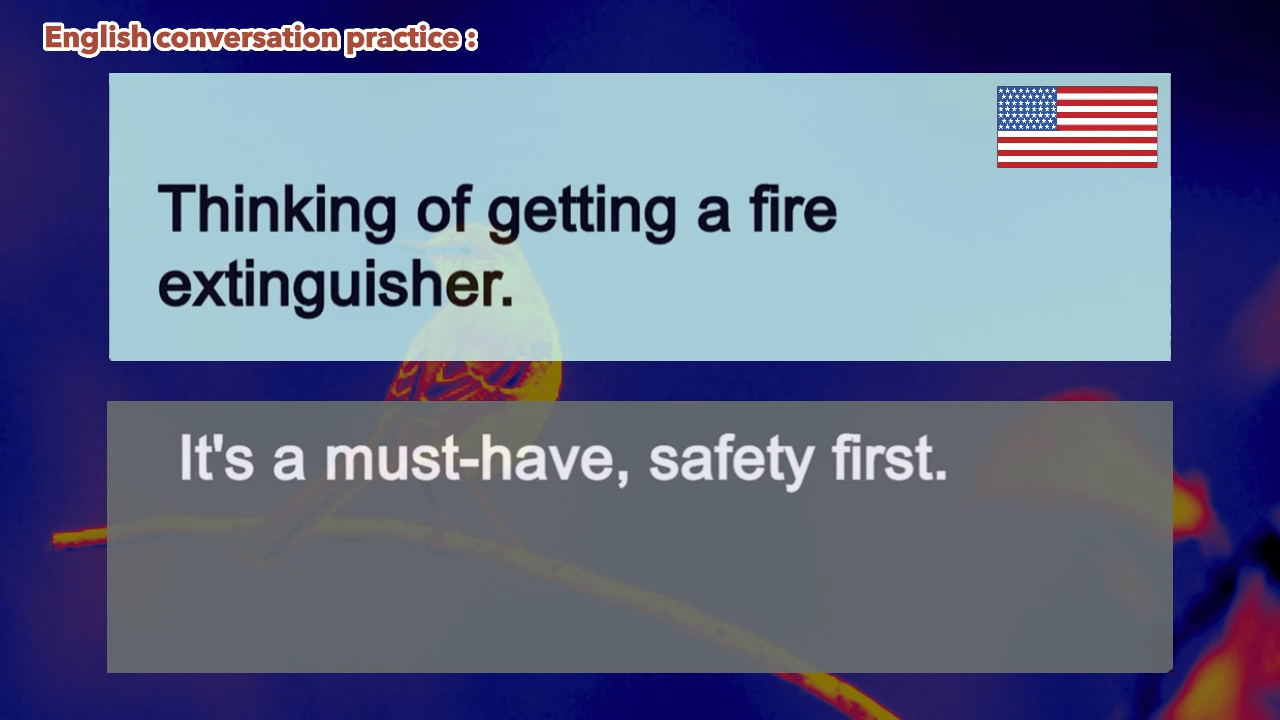 English conversation practice :
Thinking of getting a fire
extinguisher.
It's a must-have, safety first.